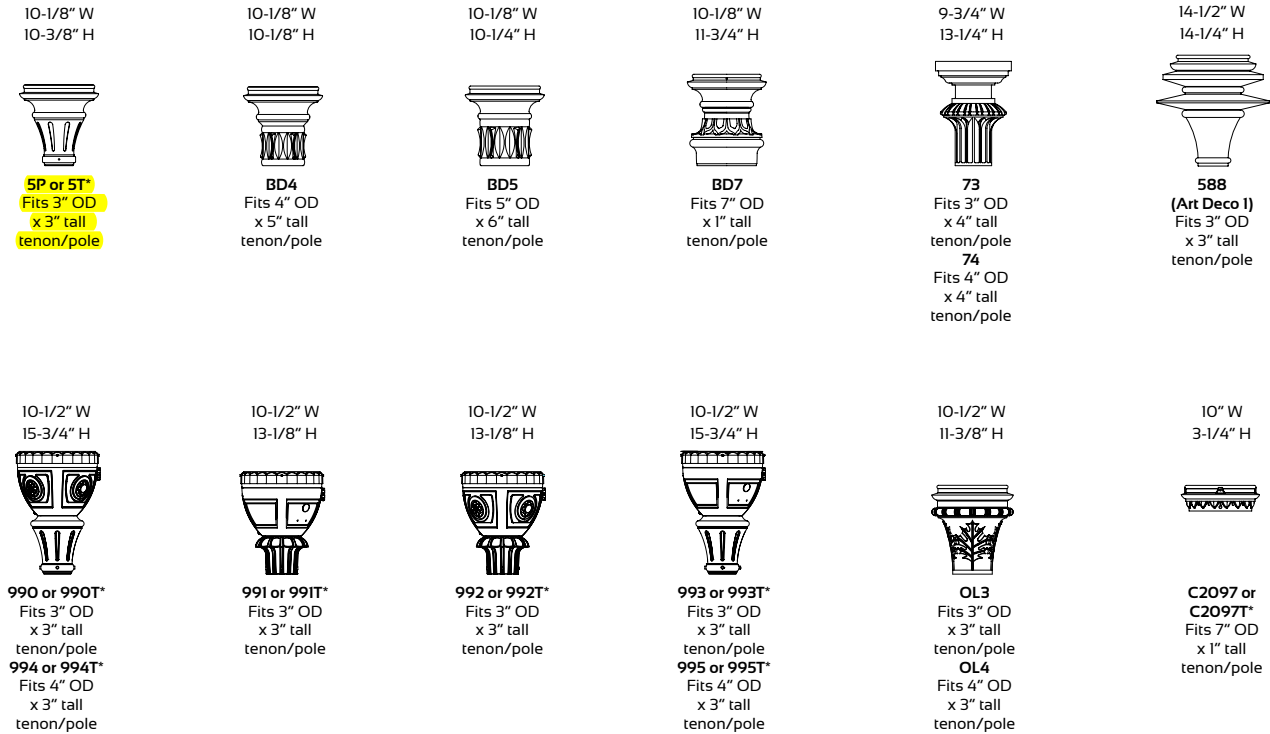 10-1/8” W
10-3/8” H
5P or 5T*
Fits 3” OD
x 3” tall
tenon/pole
10-1/8” W
10-1/8” H
BD4
Fits 4” OD
x 6” tall
tenon/pole
10-1/8” W
10-1/4” H
BD5
Fits 5” OD
x 6” tall
tenon/pole
10-1/8” W
11-3/4” H
BD7
Fits 7” OD
x 1” tall
tenon/pole
9-3/4” W
13-1/4” H
73
Fits 3” OD
x 4” tall
tenon/pole
74
Fits 4” OD
x 4” tall
tenon/pole
14-1/2” W
14-1/4” H
588
(Art Deco 1)
Fits 3” OD
x 3” tall
tenon/pole
10-1/2” W
15-3/4” H
990 or 990T*
Fits 3” OD
x 3” tall
tenon/pole
994 or 994T*
Fits 4” OD
x 3” tall
tenon/pole
10-1/2” W
13-1/8” H
991 or 991T*
Fits 3” OD
x 3” tall
tenon/pole
10-1/2” W
13-1/8” H
992 or 992T*
Fits 3” OD
x 3” tall
tenon/pole
10-1/2” W
15-3/4” H
993 or 993T*
Fits 3” OD
x 3” tall
tenon/pole
995 or 995T*
Fits 4” OD
x 3” tall
tenon/pole
10-1/2” W
11-3/8” H
OL3
Fits 3” OD
x 3” tall
tenon/pole
OL4
Fits 4” OD
x 3” tall
tenon/pole
10” W
3-1/4” H
C2097 or
C2097T*
Fits 7” OD
x 1” tall
tenon/pole